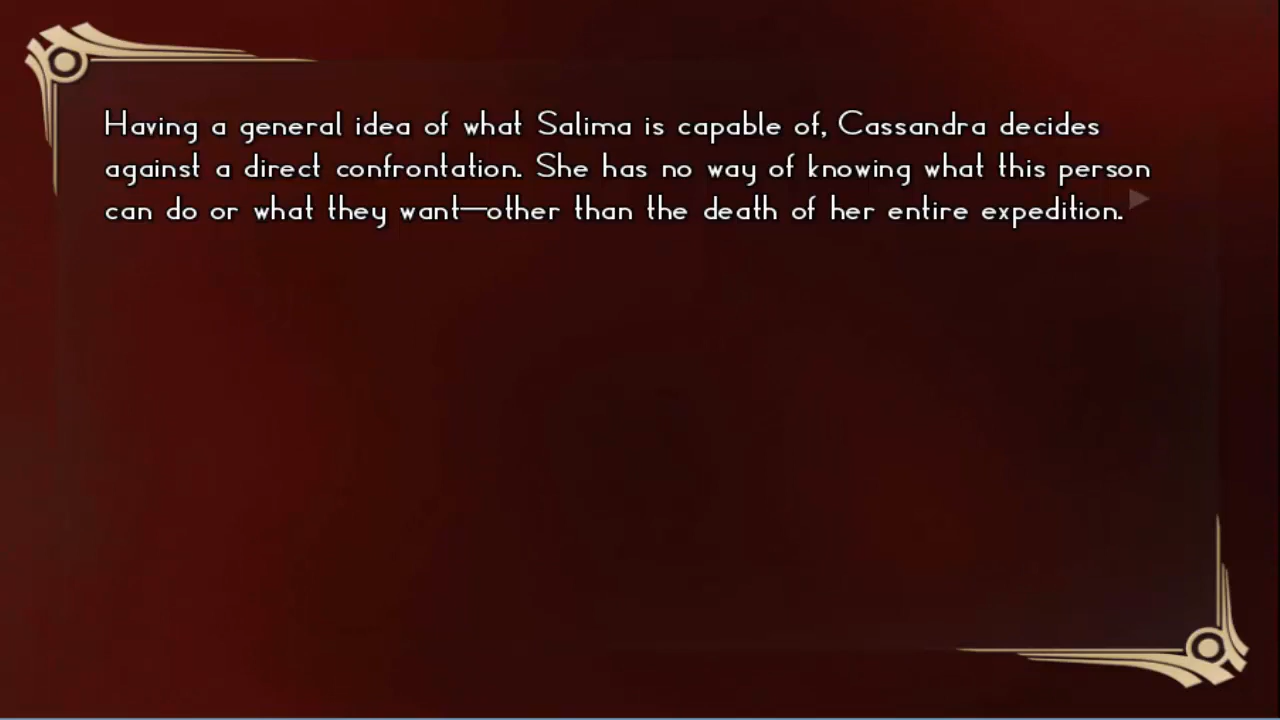 Having a general idea of what Salima is capable of, Cassandra decides
against a direct confrontation. She has no way of knowing what this person
can do or what they want—other than the death of her entire expedition.